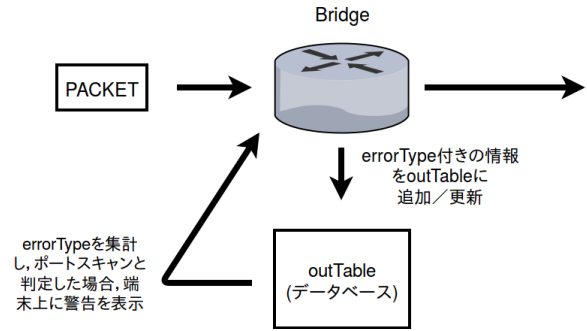 Bridge
PACKET
errorType付きの情報
をoutTableに
追加／更新
errorTypeを集計
し，ポートスキャンと
判定した場合，端
末上に警告を表示
outTable
(データベース)